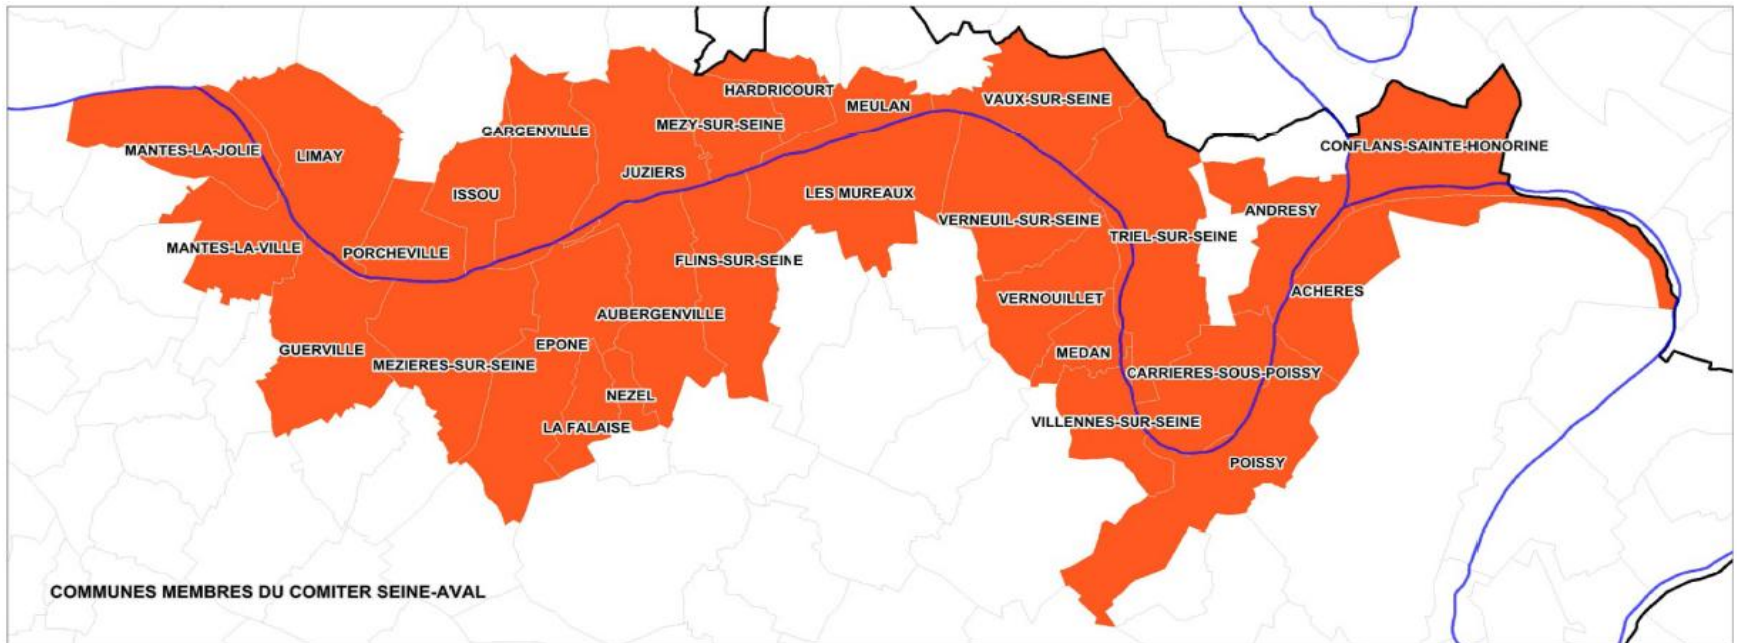 HARDRICOURT
MEULAN
VAUX-SUR-SEINE
MEZY-SUR-SEINE
GARGENVILLE
CONFLANS-SAINTE-HONORINE
MANTES-LA-JOLIE
LIMAY
JUZIERS
ISSOU
LES MUREAUX
ANDRESY
VERNEUIL-SUR-SEINE
TRIEL-SUR-SEINE
MANTES-LA-VILLE
PORCHEVILLE
FLINS-SUR-SEINE
ACHERES
VERNOUILLET
AUBERGENVILLE
EPONE
GUERVILLE
MEDAN
MEZIERES-SUR-SEINE
CARRIERES-SOUS-POISSY
NEZEL
VILLENNES-SUR-SEINE
LA FALAISE
POISSY
COMMUNES MEMBRES DU COMITER SEINE-AVAL